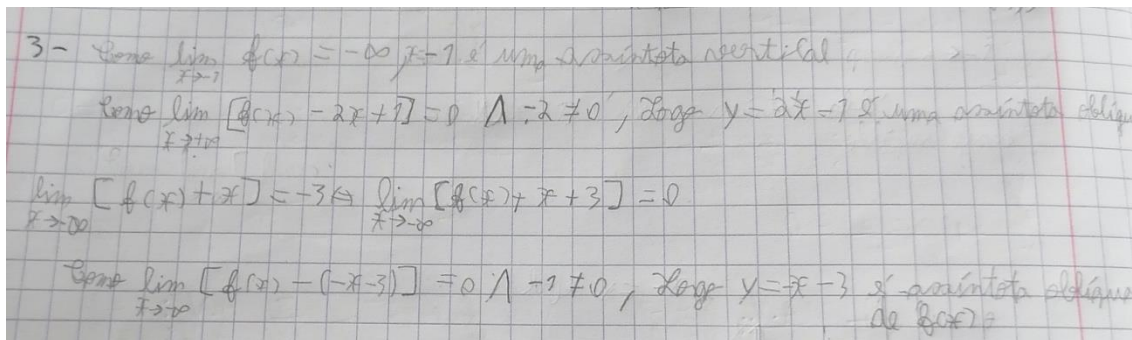 3 - Como lim f(x) = -∞, x=1 é uma assíntota vertical
x→1
Como lim [f(x) - 2x + 1] = 0 ∧ -2 ≠ 0, Logo y = 2x - 1 é uma assíntota oblíqu
x→+∞
lim [f(x) + x] = -3 ⇔ lim [f(x) + x + 3] = 0
x→-∞ x→-∞
Como lim [f(x) - (-x-3)] = 0 ∧ -1 ≠ 0, Logo y = -x - 3 é assíntota oblíqua
x→-∞ de f(x).